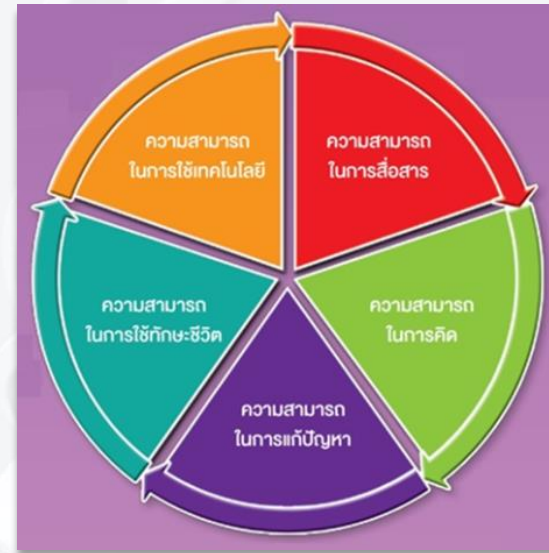 ความสามารถ
ในการใช้เทคโนโลยี
ความสามารถ
ในการสื่อสาร
ความสามารถ
ในการใช้ทักษะชีวิต
ความสามารถ
ในการคิด
ความสามารถ
ในการแก้ปัญหา